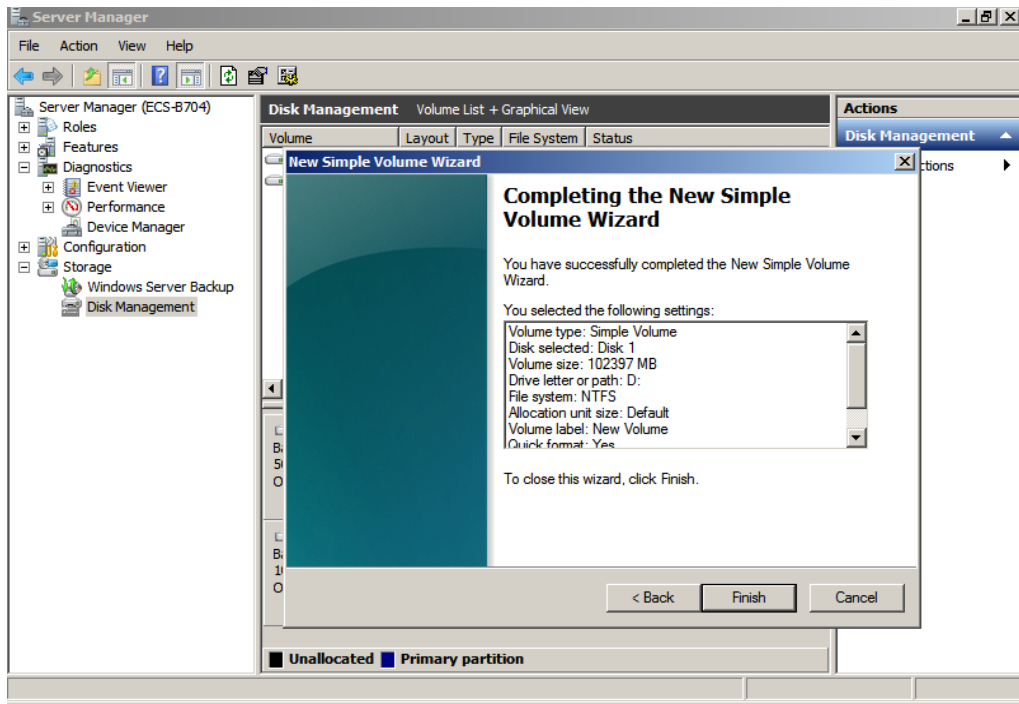 Server Manager
File Action View Help
Server Manager (ECS-B704)
Roles
Features
Diagnostics
Event Viewer
Performance
Device Manager
Configuration
Storage
Windows Server Backup
Disk Management
Disk Management Volume List + Graphical View
Volume Layout Type File System Status
Actions
Disk Management
New Simple Volume Wizard
Completing the New Simple
Volume Wizard
You have successfully completed the New Simple Volume
Wizard.
You selected the following settings:
Volume type: Simple Volume
Disk selected: Disk 1
Volume size: 102397 MB
Drive letter or path: D:
File system: NTFS
Allocation unit size: Default
Volume label: New Volume
Quick format: Yes
To close this wizard, click Finish.
< Back Finish Cancel
Unallocated Primary partition